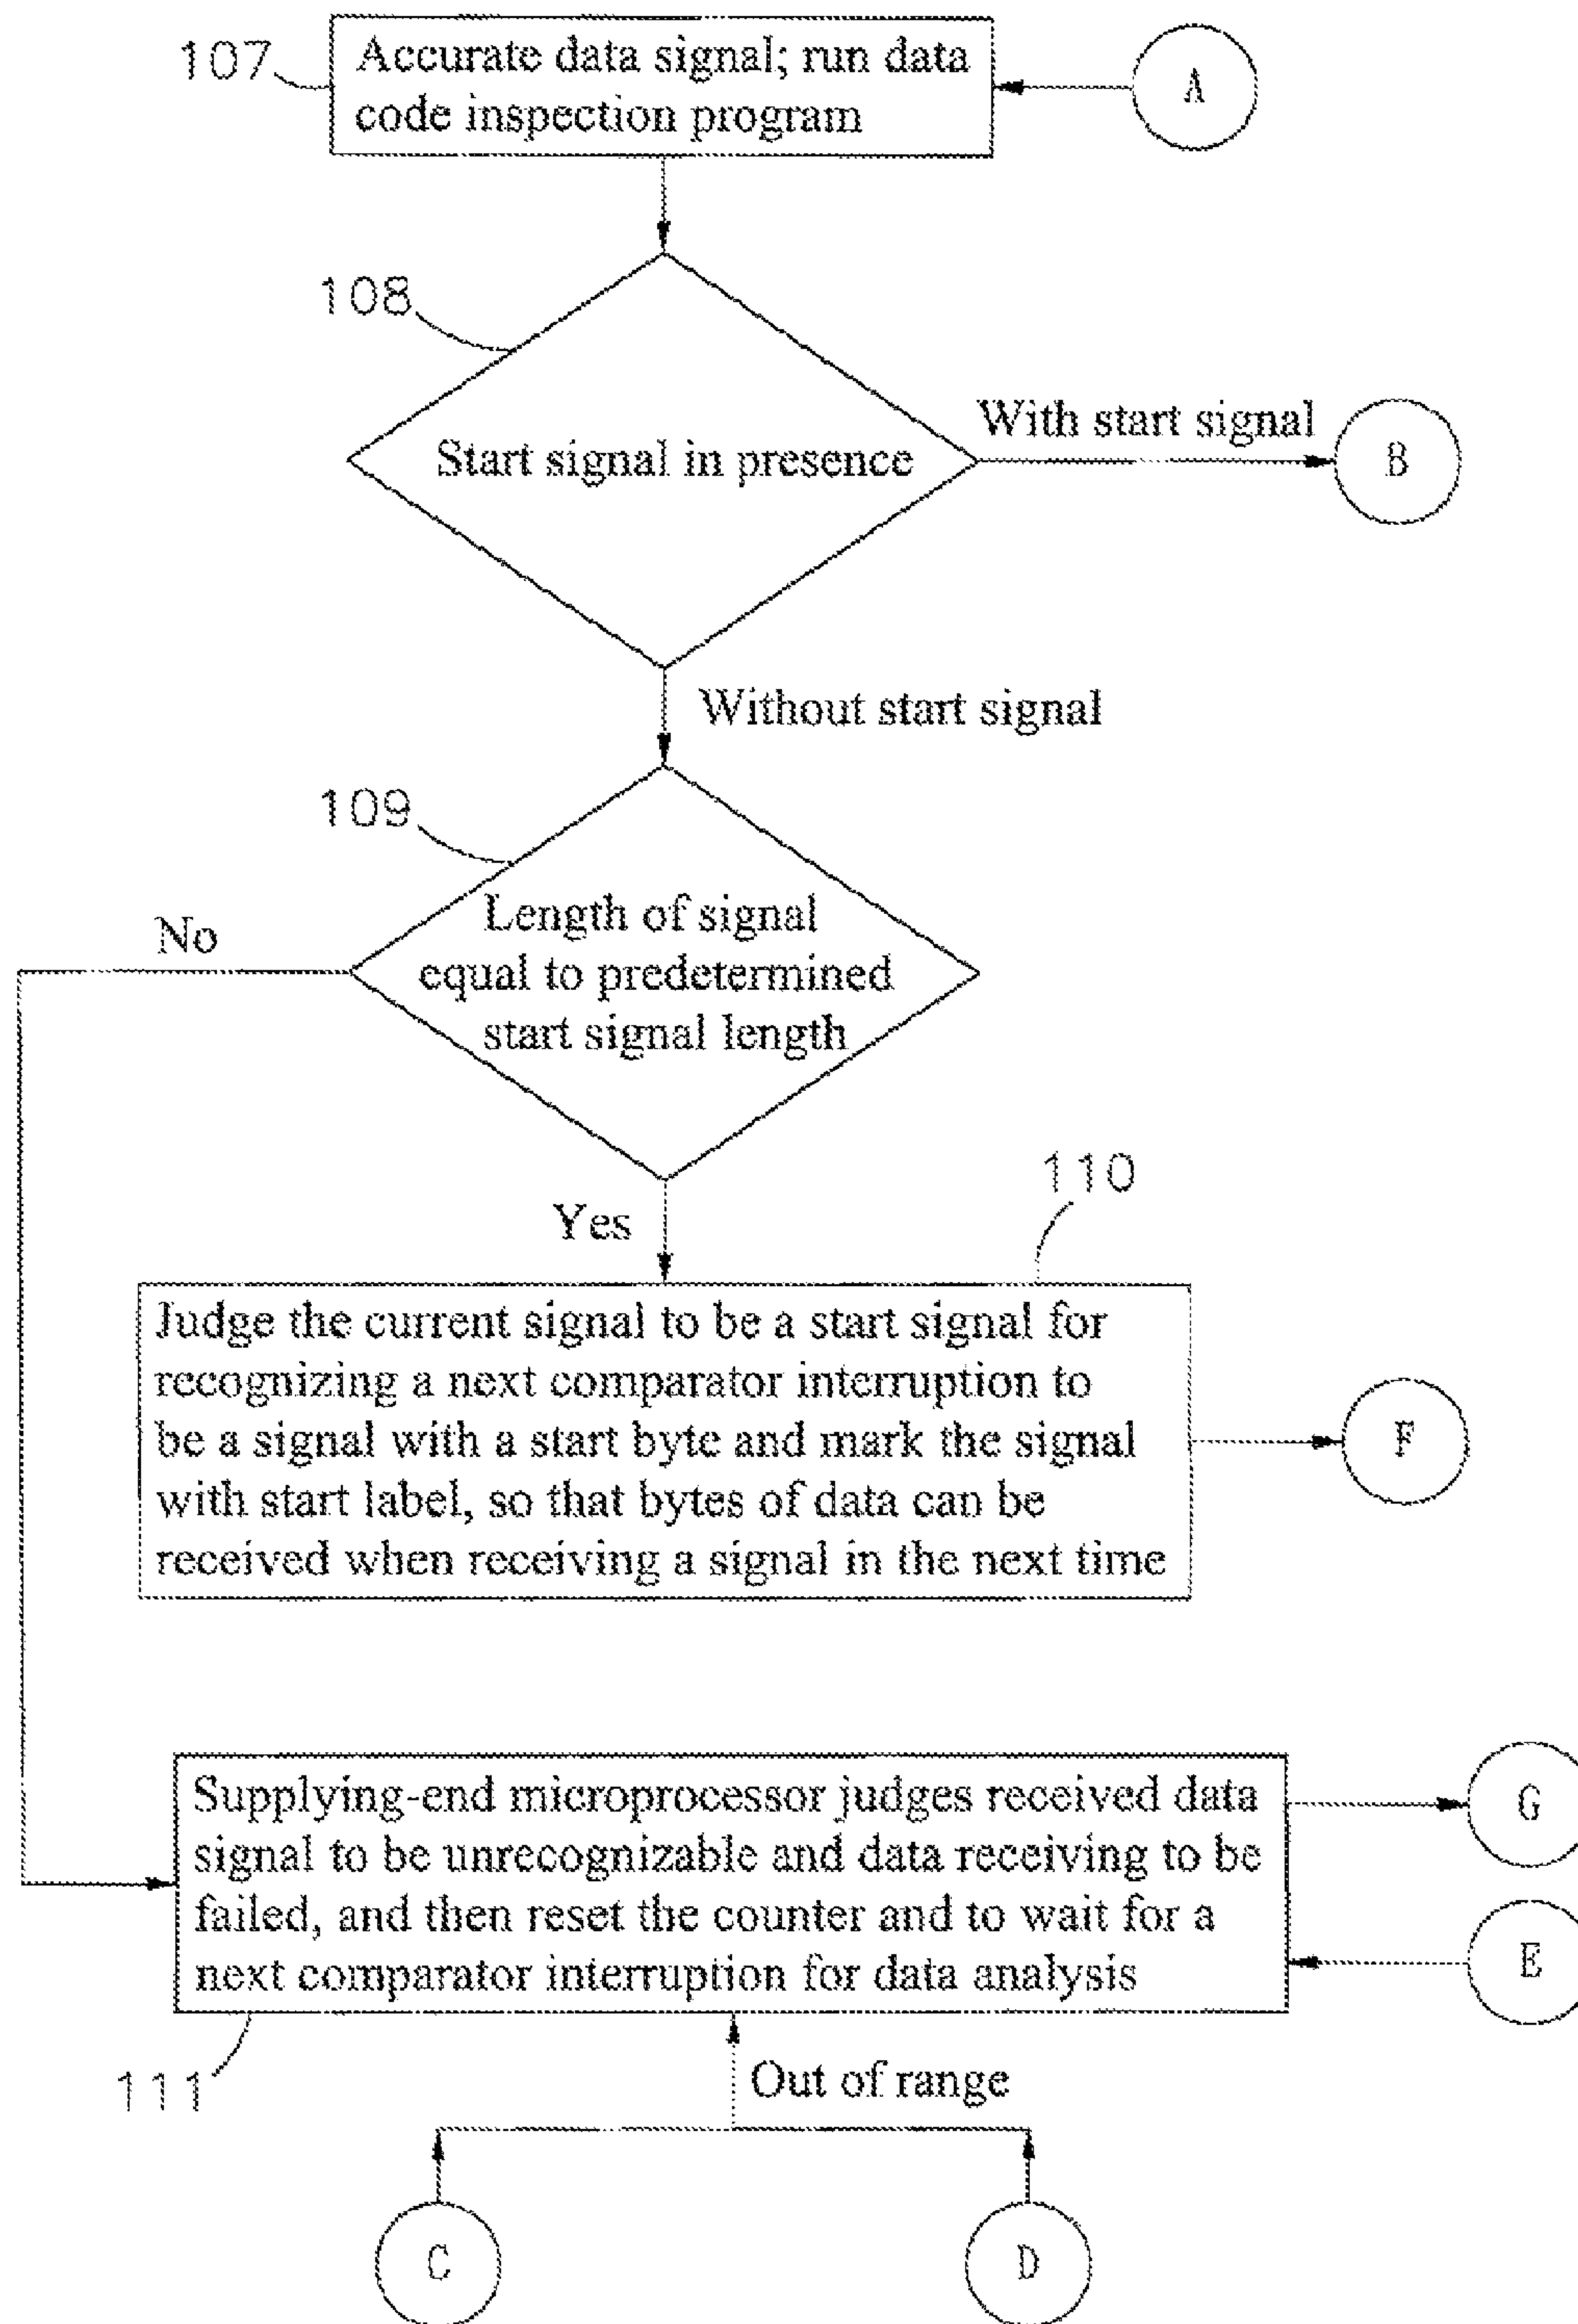 107
Accurate data signal; run data
code inspection program
A
108
Start signal in presence
With start signal
B
Without start signal
109
Length of signal
equal to predetermined
start signal length
No
Yes
110
Judge the current signal to be a start signal for
recognizing a next comparator interruption to
be a signal with a start byte and mark the signal
with start label, so that bytes of data can be
received when receiving a signal in the next time
F
Supplying-end microprocessor judges received data
signal to be unrecognizable and data receiving to be
failed, and then reset the counter and to wait for a
next comparator interruption for data analysis
G
E
111
Out of range
C
D